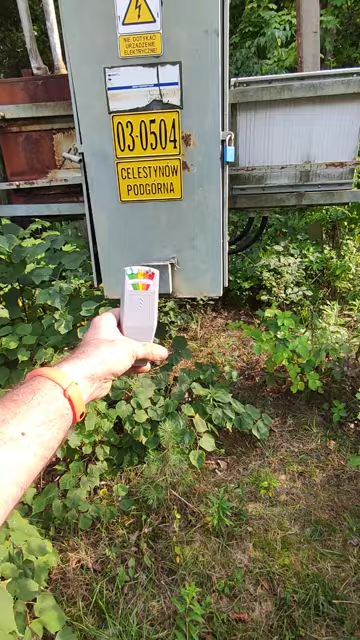 NIE DOTYKAĆ
URZĄDZENIE
ELEKTRYCZNE!
03-0504
CELESTYNÓW
PODGÓRNA